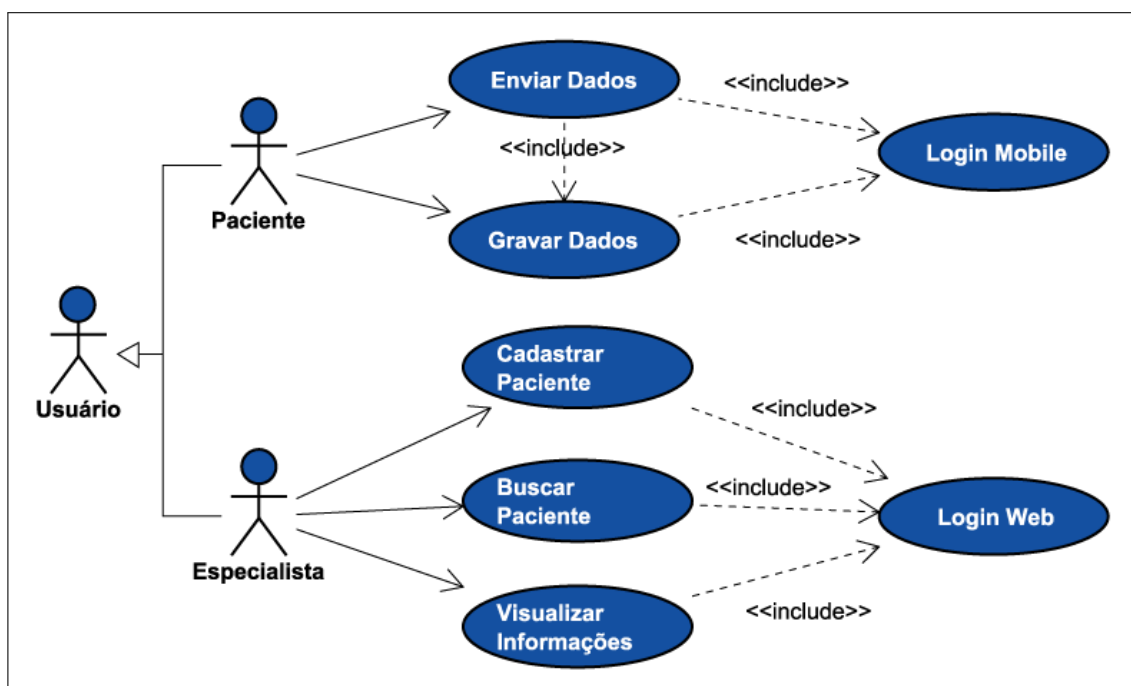 Enviar Dados
<<include>>
Login Mobile
<<include>>
Paciente
Gravar Dados
<<include>>
Usuário
Cadastrar
Paciente
<<include>>
Buscar
Paciente
<<include>>
Login Web
Especialista
Visualizar
Informações
<<include>>